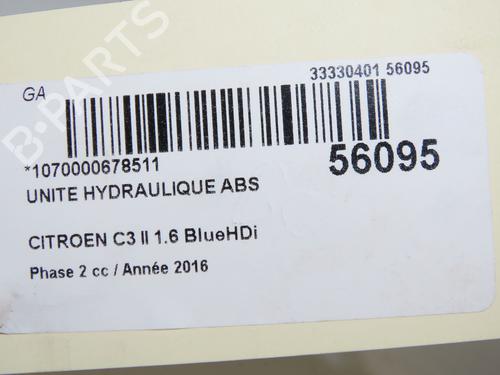 B-PARTS
33330401 56095
GA
*1070000678511
56095
UNITE HYDRAULIQUE ABS
CITROEN C3 II 1.6 BlueHDi
Phase 2 cc / Année 2016